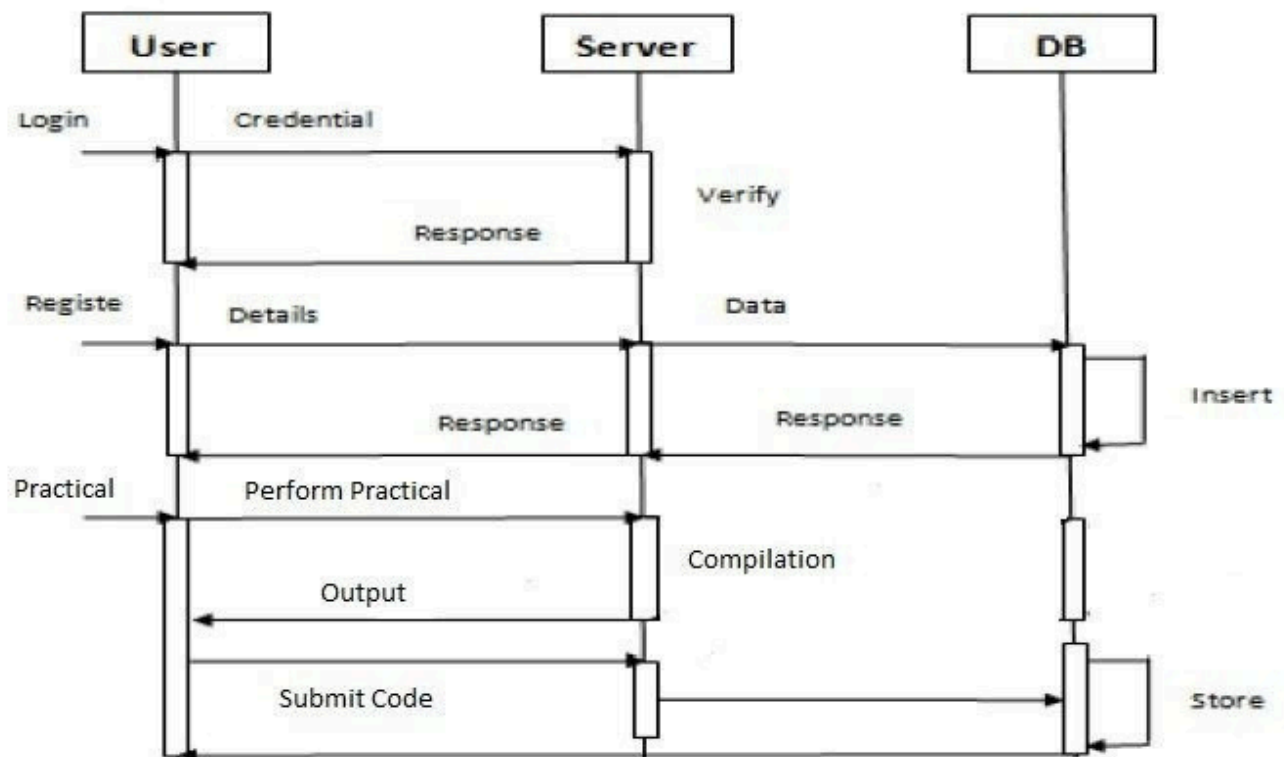 User Server DB
Login Credential
Verify
Response
Registe Details Data
Insert
Response Response
Practical Perform Practical
Compilation
Output
Submit Code Store